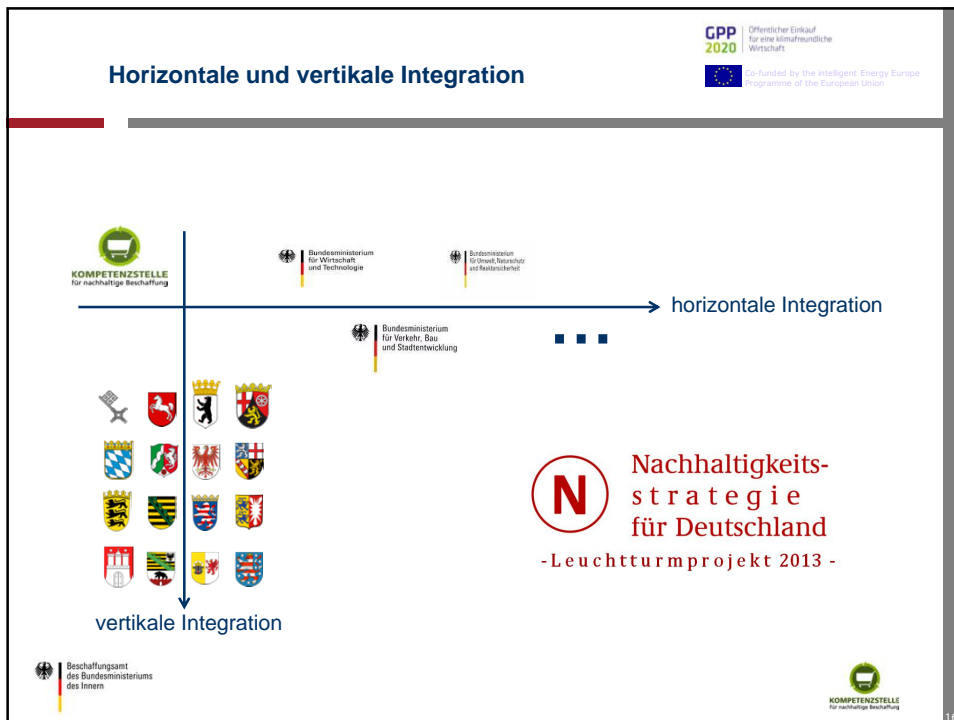 GPP
2020
Öffentlicher Einkauf
für eine klimafreundliche
Wirtschaft
Horizontale und vertikale Integration
Co-funded by the Intelligent Energy Europe
Programme of the European Union
KOMPETENZSTELLE
für nachhaltige Beschaffung
Bundesministerium
für Wirtschaft
und Technologie
Bundesministerium
für Umwelt, Naturschutz
und Reaktorsicherheit
horizontale Integration
Bundesministerium
für Verkehr, Bau
und Stadtentwicklung
...
N
Nachhaltigkeits-
strategie
für Deutschland
-Leuchtturmprojekt 2013 -
vertikale Integration
Beschaffungsamt
des Bundesministeriums
des Innern
KOMPETENZSTELLE
für nachhaltige Beschaffung